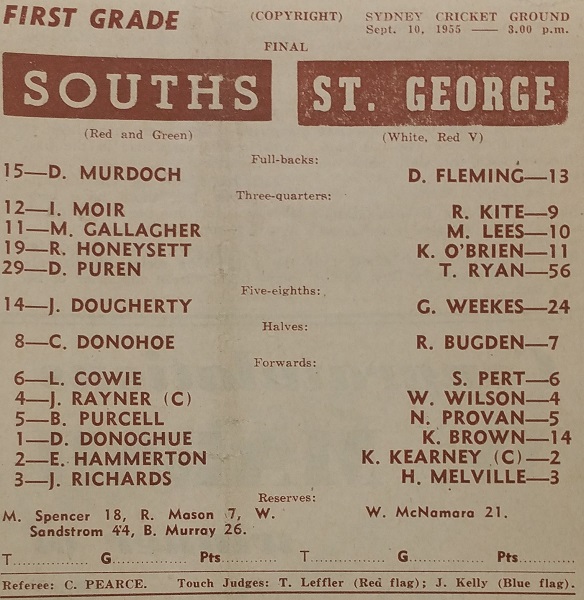 FIRST GRADE
(COPYRIGHT) SYDNEY CRICKET GROUND
Sept. 10, 1955 — 3.00 p.m.
FINAL
SOUTHS ST. GEORGE
(Red and Green) (White, Red V)
Full-backs:
15—D. MURDOCH D. FLEMING—13
Three-quarters:
12—I. MOIR R. KITE—9
11—M. GALLAGHER M. LEES—10
19—R. HONEYSETT K. O'BRIEN—11
29—D. PUREN T. RYAN—56
Five-eighths:
14—J. DOUGHERTY G. WEEKES—24
Halves:
8—C. DONOHOE R. BUGDEN—7
Forwards:
6—L. COWIE S. PERT—6
4—J. RAYNER (C) W. WILSON—4
5—B. PURCELL N. PROVAN—5
1—D. DONOGHUE K. BROWN—14
2—E. HAMMERTON K. KEARNEY (C)—2
3—J. RICHARDS H. MELVILLE—3
Reserves:
M. Spencer 18, R. Mason 7, W. W. McNamara 21.
Sandstrom 44, B. Murray 26.
T.............. G.................. Pts............ T.............. G.................. Pts............
Referee: C. PEARCE. Touch Judges: T. Leffler (Red flag); J. Kelly (Blue flag).